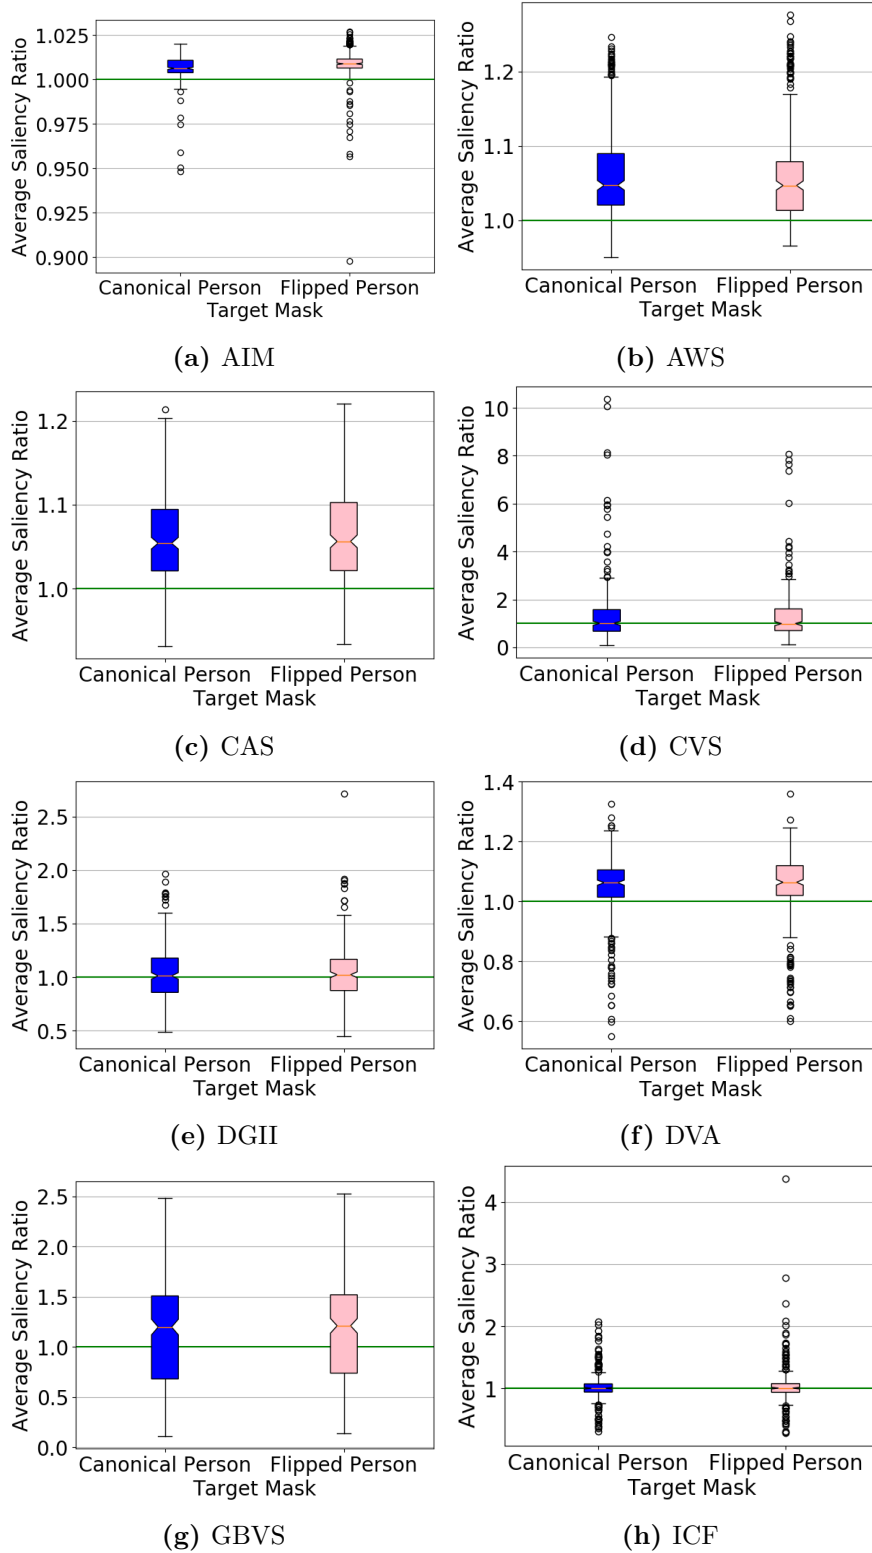 Average Saliency Ratio
1.025
1.000
0.975
0.950
0.925
0.900
Canonical Person Flipped Person
Target Mask
(a) AIM
Average Saliency Ratio
1.2
1.1
1.0
Canonical Person Flipped Person
Target Mask
(b) AWS
Average Saliency Ratio
1.2
1.1
1.0
Canonical Person Flipped Person
Target Mask
(c) CAS
Average Saliency Ratio
10
8
6
4
2
0
Canonical Person Flipped Person
Target Mask
(d) CVS
Average Saliency Ratio
2.5
2.0
1.5
1.0
0.5
Canonical Person Flipped Person
Target Mask
(e) DGII
Average Saliency Ratio
1.4
1.2
1.0
0.8
0.6
Canonical Person Flipped Person
Target Mask
(f) DVA
Average Saliency Ratio
2.5
2.0
1.5
1.0
0.5
0.0
Canonical Person Flipped Person
Target Mask
(g) GBVS
Average Saliency Ratio
4
3
2
1
Canonical Person Flipped Person
Target Mask
(h) ICF